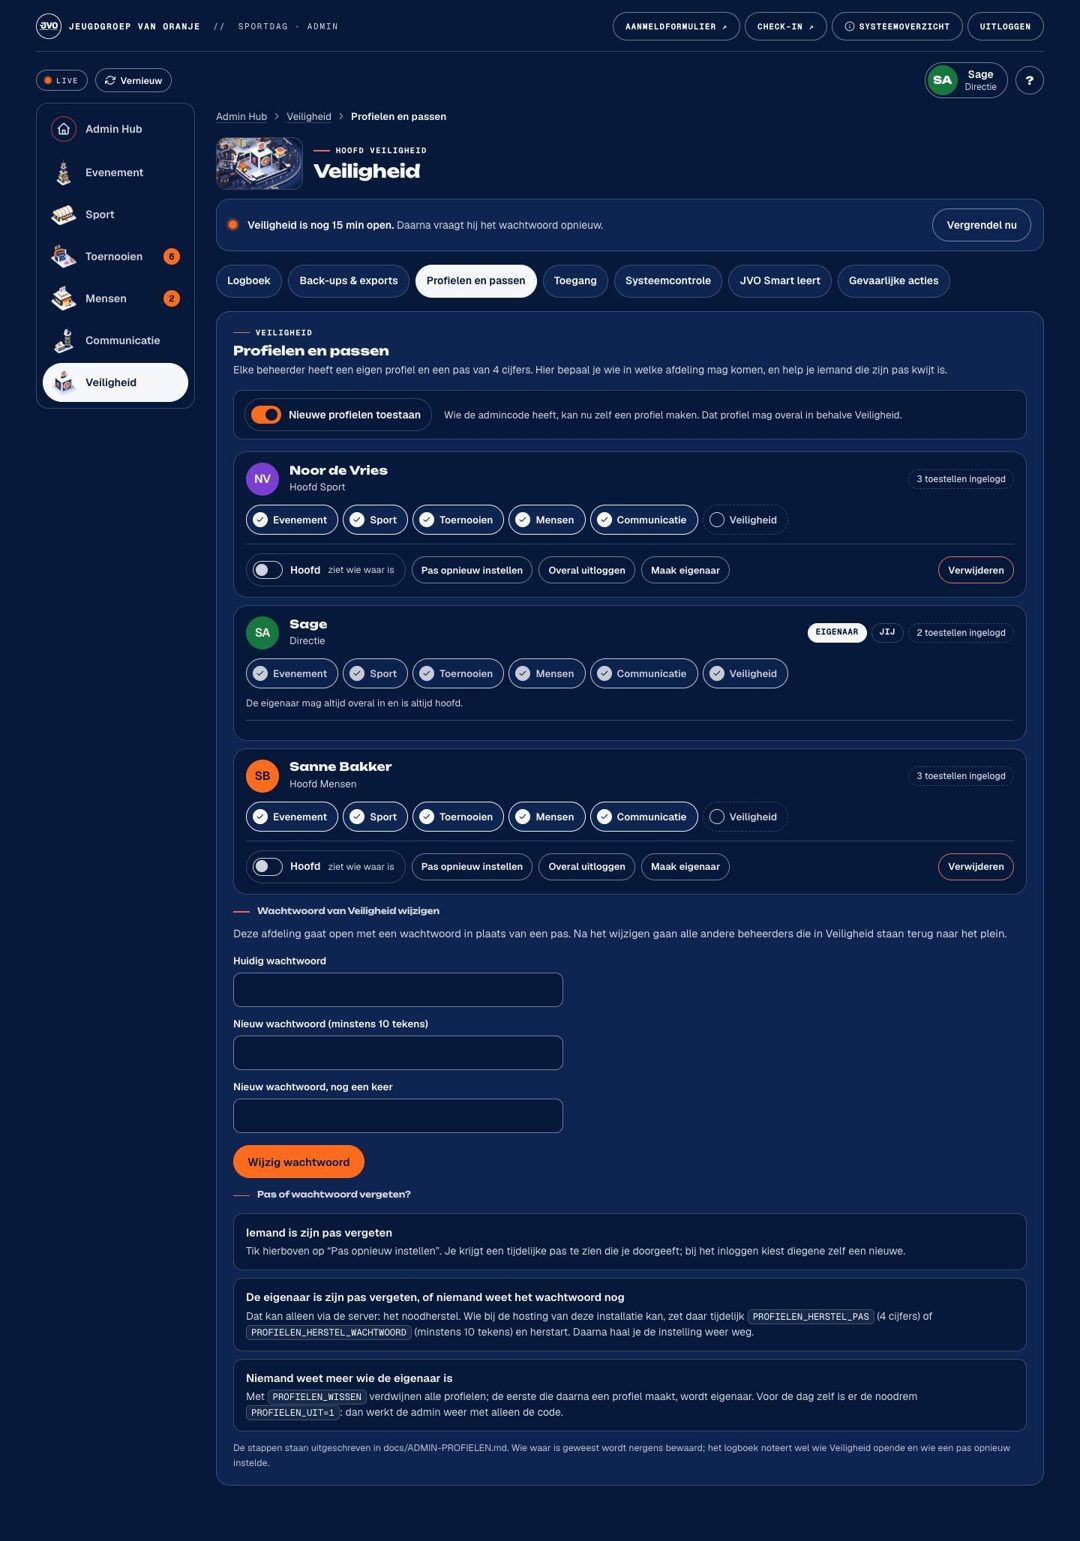 JVO JEUGDGROEP VAN ORANJE // SPORTDAG · ADMIN
AANMELDFORMULIER ↗ CHECK-IN ↗ SYSTEEMOVERZICHT UITLOGGEN
LIVE Vernieuw
SA Sage
Directie
?
Admin Hub
Evenement
Sport
Toernooien 6
Mensen 2
Communicatie
Veiligheid
Admin Hub > Veiligheid > Profielen en passen
HOOFD VEILIGHEID
Veiligheid
Veiligheid is nog 15 min open. Daarna vraagt hij het wachtwoord opnieuw.
Vergrendel nu
Logboek Back-ups & exports Profielen en passen Toegang Systeemcontrole JVO Smart leert Gevaarlijke acties
VEILIGHEID
Profielen en passen
Elke beheerder heeft een eigen profiel en een pas van 4 cijfers. Hier bepaal je wie in welke afdeling mag komen, en help je iemand die zijn pas kwijt is.
Nieuwe profielen toestaan Wie de admincode heeft, kan nu zelf een profiel maken. Dat profiel mag overal in behalve Veiligheid.
NV Noor de Vries
Hoofd Sport
3 toestellen ingelogd
Evenement Sport Toernooien Mensen Communicatie Veiligheid
Hoofd ziet wie waar is Pas opnieuw instellen Overal uitloggen Maak eigenaar Verwijderen
SA Sage
Directie
EIGENAAR JIJ 2 toestellen ingelogd
Evenement Sport Toernooien Mensen Communicatie Veiligheid
De eigenaar mag altijd overal in en is altijd hoofd.
SB Sanne Bakker
Hoofd Mensen
3 toestellen ingelogd
Evenement Sport Toernooien Mensen Communicatie Veiligheid
Hoofd ziet wie waar is Pas opnieuw instellen Overal uitloggen Maak eigenaar Verwijderen
Wachtwoord van Veiligheid wijzigen
Deze afdeling gaat open met een wachtwoord in plaats van een pas. Na het wijzigen gaan alle andere beheerders die in Veiligheid staan terug naar het plein.
Huidig wachtwoord
Nieuw wachtwoord (minstens 10 tekens)
Nieuw wachtwoord, nog een keer
Wijzig wachtwoord
Pas of wachtwoord vergeten?
Iemand is zijn pas vergeten
Tik hierboven op "Pas opnieuw instellen". Je krijgt een tijdelijke pas te zien die je doorgeeft; bij het inloggen kiest diegene zelf een nieuwe.
De eigenaar is zijn pas vergeten, of niemand weet het wachtwoord nog
Dat kan alleen via de server: het noodherstel. Wie bij de hosting van deze installatie kan, zet daar tijdelijk PROFIELEN_HERSTEL_PAS (4 cijfers) of
PROFIELEN_HERSTEL_WACHTWOORD (minstens 10 tekens) en herstart. Daarna haal je de instelling weer weg.
Niemand weet meer wie de eigenaar is
Met PROFIELEN_WISSEN verdwijnen alle profielen; de eerste die daarna een profiel maakt, wordt eigenaar. Voor de dag zelf is er de noodrem
PROFIELEN_UIT=1: dan werkt de admin weer met alleen de code.
De stappen staan uitgeschreven in docs/ADMIN-PROFIELEN.md. Wie waar is geweest wordt nergens bewaard; het logboek noteert wel wie Veiligheid opende en wie een pas opnieuw
instelde.